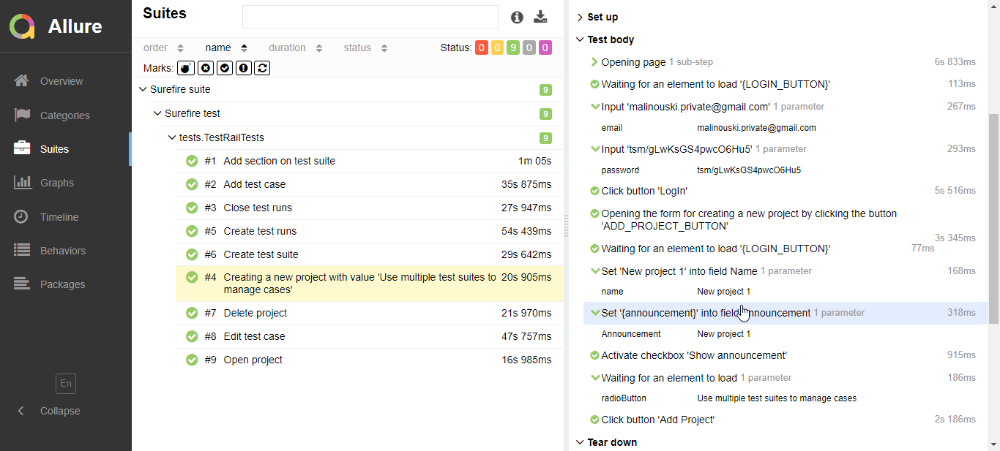 Allure
Overview
Categories
Suites
Graphs
Timeline
Behaviors
Packages
En
Collapse
Suites
order name duration status Status: 0 0 9 0 0
Marks:
Surefire suite 9
Surefire test 9
tests.TestRailTests 9
#1 Add section on test suite 1m 05s
#2 Add test case 35s 875ms
#3 Close test runs 27s 947ms
#5 Create test runs 54s 439ms
#6 Create test suite 29s 642ms
#4 Creating a new project with value 'Use multiple test suites to 20s 905ms
manage cases'
#7 Delete project 21s 970ms
#8 Edit test case 47s 757ms
#9 Open project 16s 985ms
Set up
Test body
Opening page 1 sub-step 6s 833ms
Waiting for an element to load '{LOGIN_BUTTON}' 113ms
Input 'malinouski.private@gmail.com' 1 parameter 267ms
email malinouski.private@gmail.com
Input 'tsm/gLwKsGS4pwcO6Hu5' 1 parameter 293ms
password tsm/gLwKsGS4pwcO6Hu5
Click button 'LogIn' 5s 516ms
Opening the form for creating a new project by clicking the button
'ADD_PROJECT_BUTTON'
3s 345ms
Waiting for an element to load '{LOGIN_BUTTON}' 77ms
Set 'New project 1' into field Name 1 parameter 168ms
name New project 1
Set '{announcement}' into field nnouncement 1 parameter 318ms
Announcement New project 1
Activate checkbox 'Show announcement' 915ms
Waiting for an element to load 1 parameter 186ms
radioButton Use multiple test suites to manage cases
Click button 'Add Project' 2s 186ms
Tear down